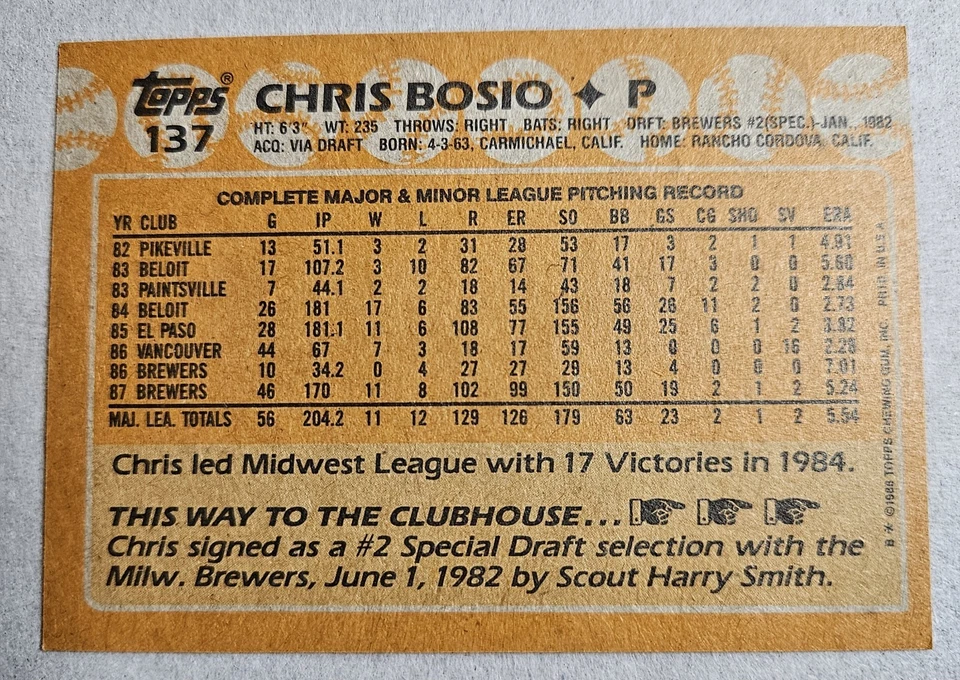 topps®
137
CHRIS BOSIO ✦ P
HT: 6'3" WT: 235 THROWS: RIGHT BATS: RIGHT DRFT: BREWERS #2(SPEC.)-JAN., 1982
ACQ: VIA DRAFT BORN: 4-3-63, CARMICHAEL, CALIF. HOME: RANCHO CORDOVA, CALIF.
COMPLETE MAJOR & MINOR LEAGUE PITCHING RECORD
YR CLUB G IP W L R ER SO BB GS CG SHO SV ERA
82 PIKEVILLE 13 51.1 3 2 31 28 53 17 3 2 1 1 4.91
83 BELOIT 17 107.2 3 10 82 67 71 41 17 3 0 0 5.60
83 PAINTSVILLE 7 44.1 2 2 18 14 43 18 7 2 2 0 2.84
84 BELOIT 26 181 17 6 83 55 156 56 26 11 2 0 2.73
85 EL PASO 28 181.1 11 6 108 77 155 49 25 6 1 2 3.82
86 VANCOUVER 44 67 7 3 18 17 59 13 0 0 0 16 2.28
86 BREWERS 10 34.2 0 4 27 27 29 13 4 0 0 0 7.01
87 BREWERS 46 170 11 8 102 99 150 50 19 2 1 2 5.24
MAJ. LEA. TOTALS 56 204.2 11 12 129 126 179 63 23 2 1 2 5.54
Chris led Midwest League with 17 Victories in 1984.
THIS WAY TO THE CLUBHOUSE...
Chris signed as a #2 Special Draft selection with the
Milw. Brewers, June 1, 1982 by Scout Harry Smith.
B * ©1988 TOPPS CHEWING GUM, INC. PRTD. IN U.S.A.